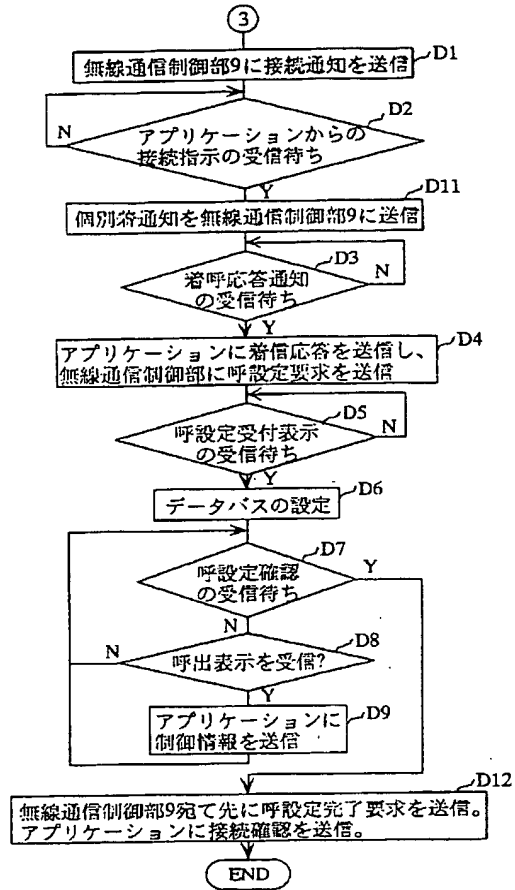 3
無線通信制御部9に接続通知を送信
D1
D2
N
アプリケーションからの
接続指示の受信待ち
Y
D11
個別着通知を無線通信制御部9に送信
D3
N
着呼応答通知
の受信待ち
Y
D4
アプリケーションに着信応答を送信し、
無線通信制御部に呼設定要求を送信
D5
呼設定受付表示
の受信待ち
N
Y
D6
データパスの設定
D7
呼設定確認
の受信待ち
Y
N
D8
N
呼出表示を受信?
Y
D9
アプリケーションに
制御情報を送信
D12
無線通信制御部9宛て先に呼設定完了要求を送信。
アプリケーションに接続確認を送信。
END